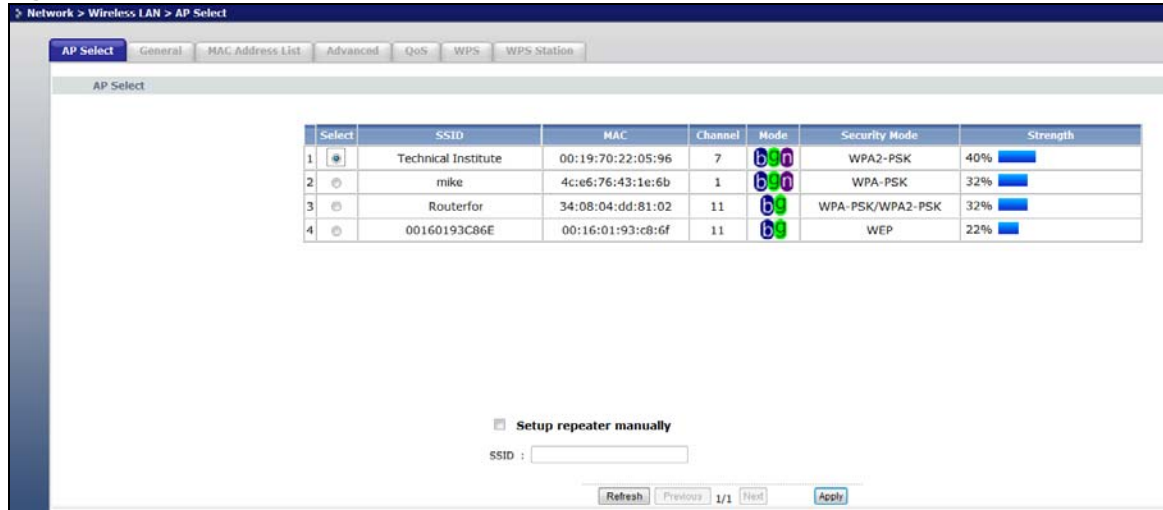 Network > Wireless LAN > AP Select
AP Select General MAC Address List Advanced QoS WPS WPS Station
AP Select
Select SSID MAC Channel Mode Security Mode Strength
1 Technical Institute 00:19:70:22:05:96 7 bgn WPA2-PSK 40%
2 mike 4c:e6:76:43:1e:6b 1 bgn WPA-PSK 32%
3 Routerfor 34:08:04:dd:81:02 11 bg WPA-PSK/WPA2-PSK 32%
4 00160193C86E 00:16:01:93:c8:6f 11 bg WEP 22%
Setup repeater manually
SSID :
Refresh Previous 1/1 Next Apply